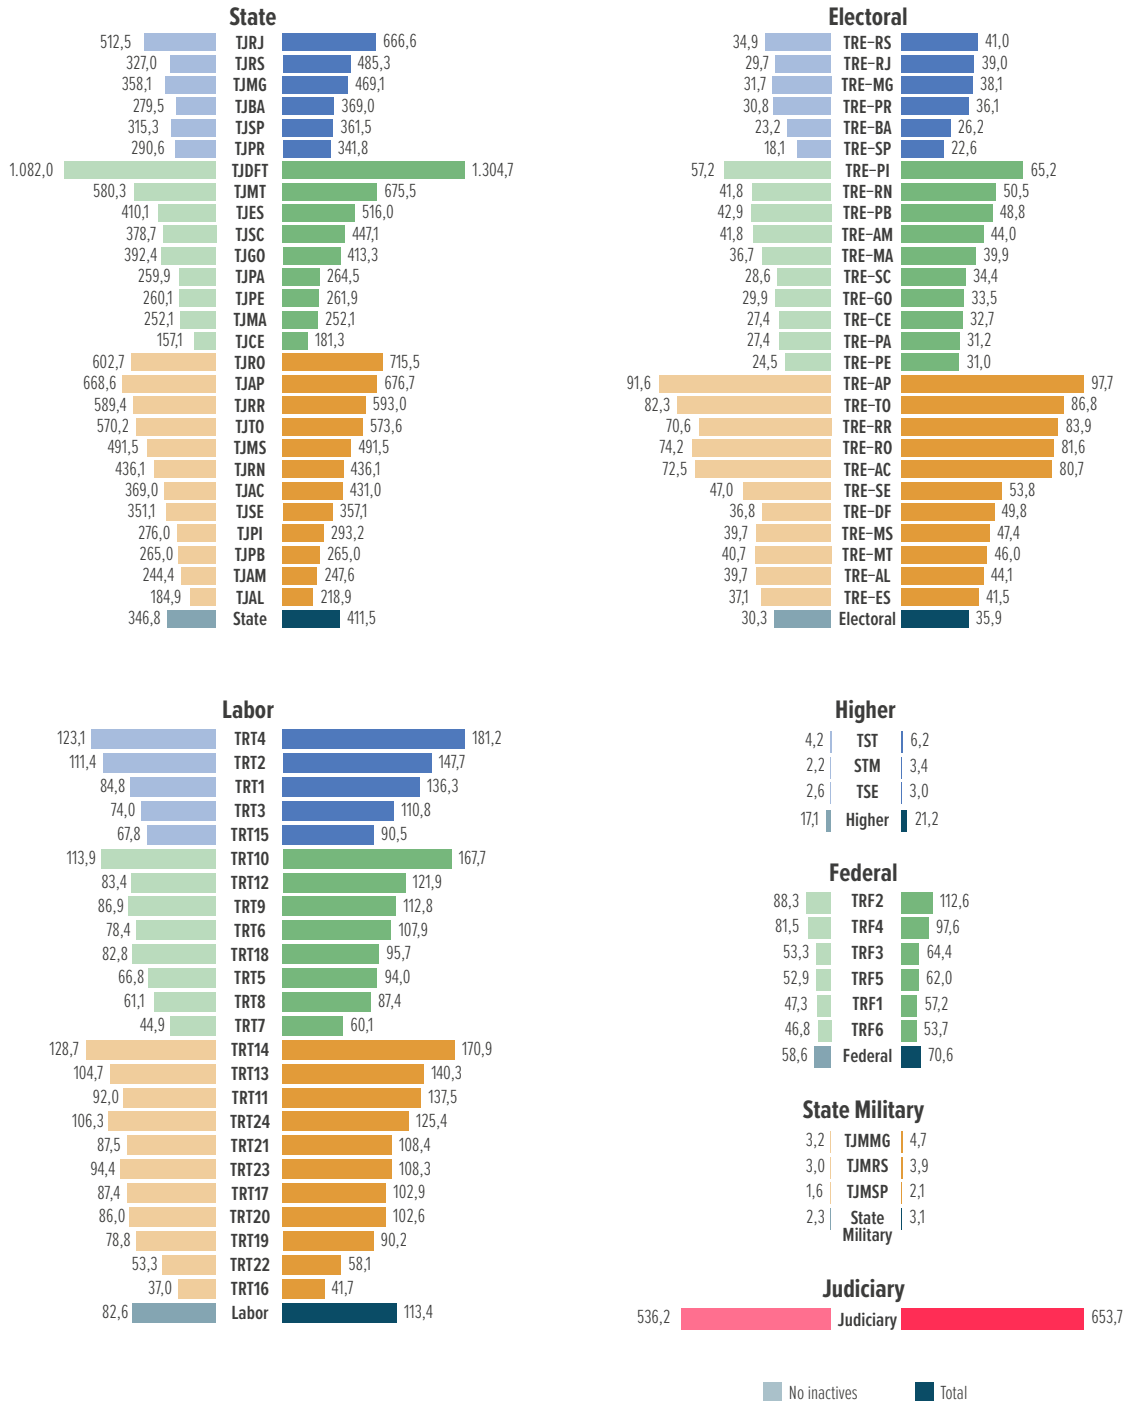 State
512,5 TJRJ 666,6
327,0 TJRS 485,3
358,1 TJMG 469,1
279,5 TJBA 369,0
315,3 TJSP 361,5
290,6 TJPR 341,8
1.082,0 TJDFT 1.304,7
580,3 TJMT 675,5
410,1 TJES 516,0
378,7 TJSC 447,1
392,4 TJGO 413,3
259,9 TJPA 264,5
260,1 TJPE 261,9
252,1 TJMA 252,1
157,1 TJCE 181,3
602,7 TJRO 715,5
668,6 TJAP 676,7
589,4 TJRR 593,0
570,2 TJTO 573,6
491,5 TJMS 491,5
436,1 TJRN 436,1
369,0 TJAC 431,0
351,1 TJSE 357,1
276,0 TJPI 293,2
265,0 TJPB 265,0
244,4 TJAM 247,6
184,9 TJAL 218,9
346,8 State 411,5
Electoral
34,9 TRE-RS 41,0
29,7 TRE-RJ 39,0
31,7 TRE-MG 38,1
30,8 TRE-PR 36,1
23,2 TRE-BA 26,2
18,1 TRE-SP 22,6
57,2 TRE-PI 65,2
41,8 TRE-RN 50,5
42,9 TRE-PB 48,8
41,8 TRE-AM 44,0
36,7 TRE-MA 39,9
28,6 TRE-SC 34,4
29,9 TRE-GO 33,5
27,4 TRE-CE 32,7
27,4 TRE-PA 31,2
24,5 TRE-PE 31,0
91,6 TRE-AP 97,7
82,3 TRE-TO 86,8
70,6 TRE-RR 83,9
74,2 TRE-RO 81,6
72,5 TRE-AC 80,7
47,0 TRE-SE 53,8
36,8 TRE-DF 49,8
39,7 TRE-MS 47,4
40,7 TRE-MT 46,0
39,7 TRE-AL 44,1
37,1 TRE-ES 41,5
30,3 Electoral 35,9
Labor
123,1 TRT4 181,2
111,4 TRT2 147,7
84,8 TRT1 136,3
74,0 TRT3 110,8
67,8 TRT15 90,5
113,9 TRT10 167,7
83,4 TRT12 121,9
86,9 TRT9 112,8
78,4 TRT6 107,9
82,8 TRT18 95,7
66,8 TRT5 94,0
61,1 TRT8 87,4
44,9 TRT7 60,1
128,7 TRT14 170,9
104,7 TRT13 140,3
92,0 TRT11 137,5
106,3 TRT24 125,4
87,5 TRT21 108,4
94,4 TRT23 108,3
87,4 TRT17 102,9
86,0 TRT20 102,6
78,8 TRT19 90,2
53,3 TRT22 58,1
37,0 TRT16 41,7
82,6 Labor 113,4
Higher
4,2 TST 6,2
2,2 STM 3,4
2,6 TSE 3,0
17,1 Higher 21,2
Federal
88,3 TRF2 112,6
81,5 TRF4 97,6
53,3 TRF3 64,4
52,9 TRF5 62,0
47,3 TRF1 57,2
46,8 TRF6 53,7
58,6 Federal 70,6
State Military
3,2 TJMMG 4,7
3,0 TJMRS 3,9
1,6 TJMSP 2,1
2,3 State 3,1
Military
Judiciary
536,2 Judiciary 653,7
No inactives Total